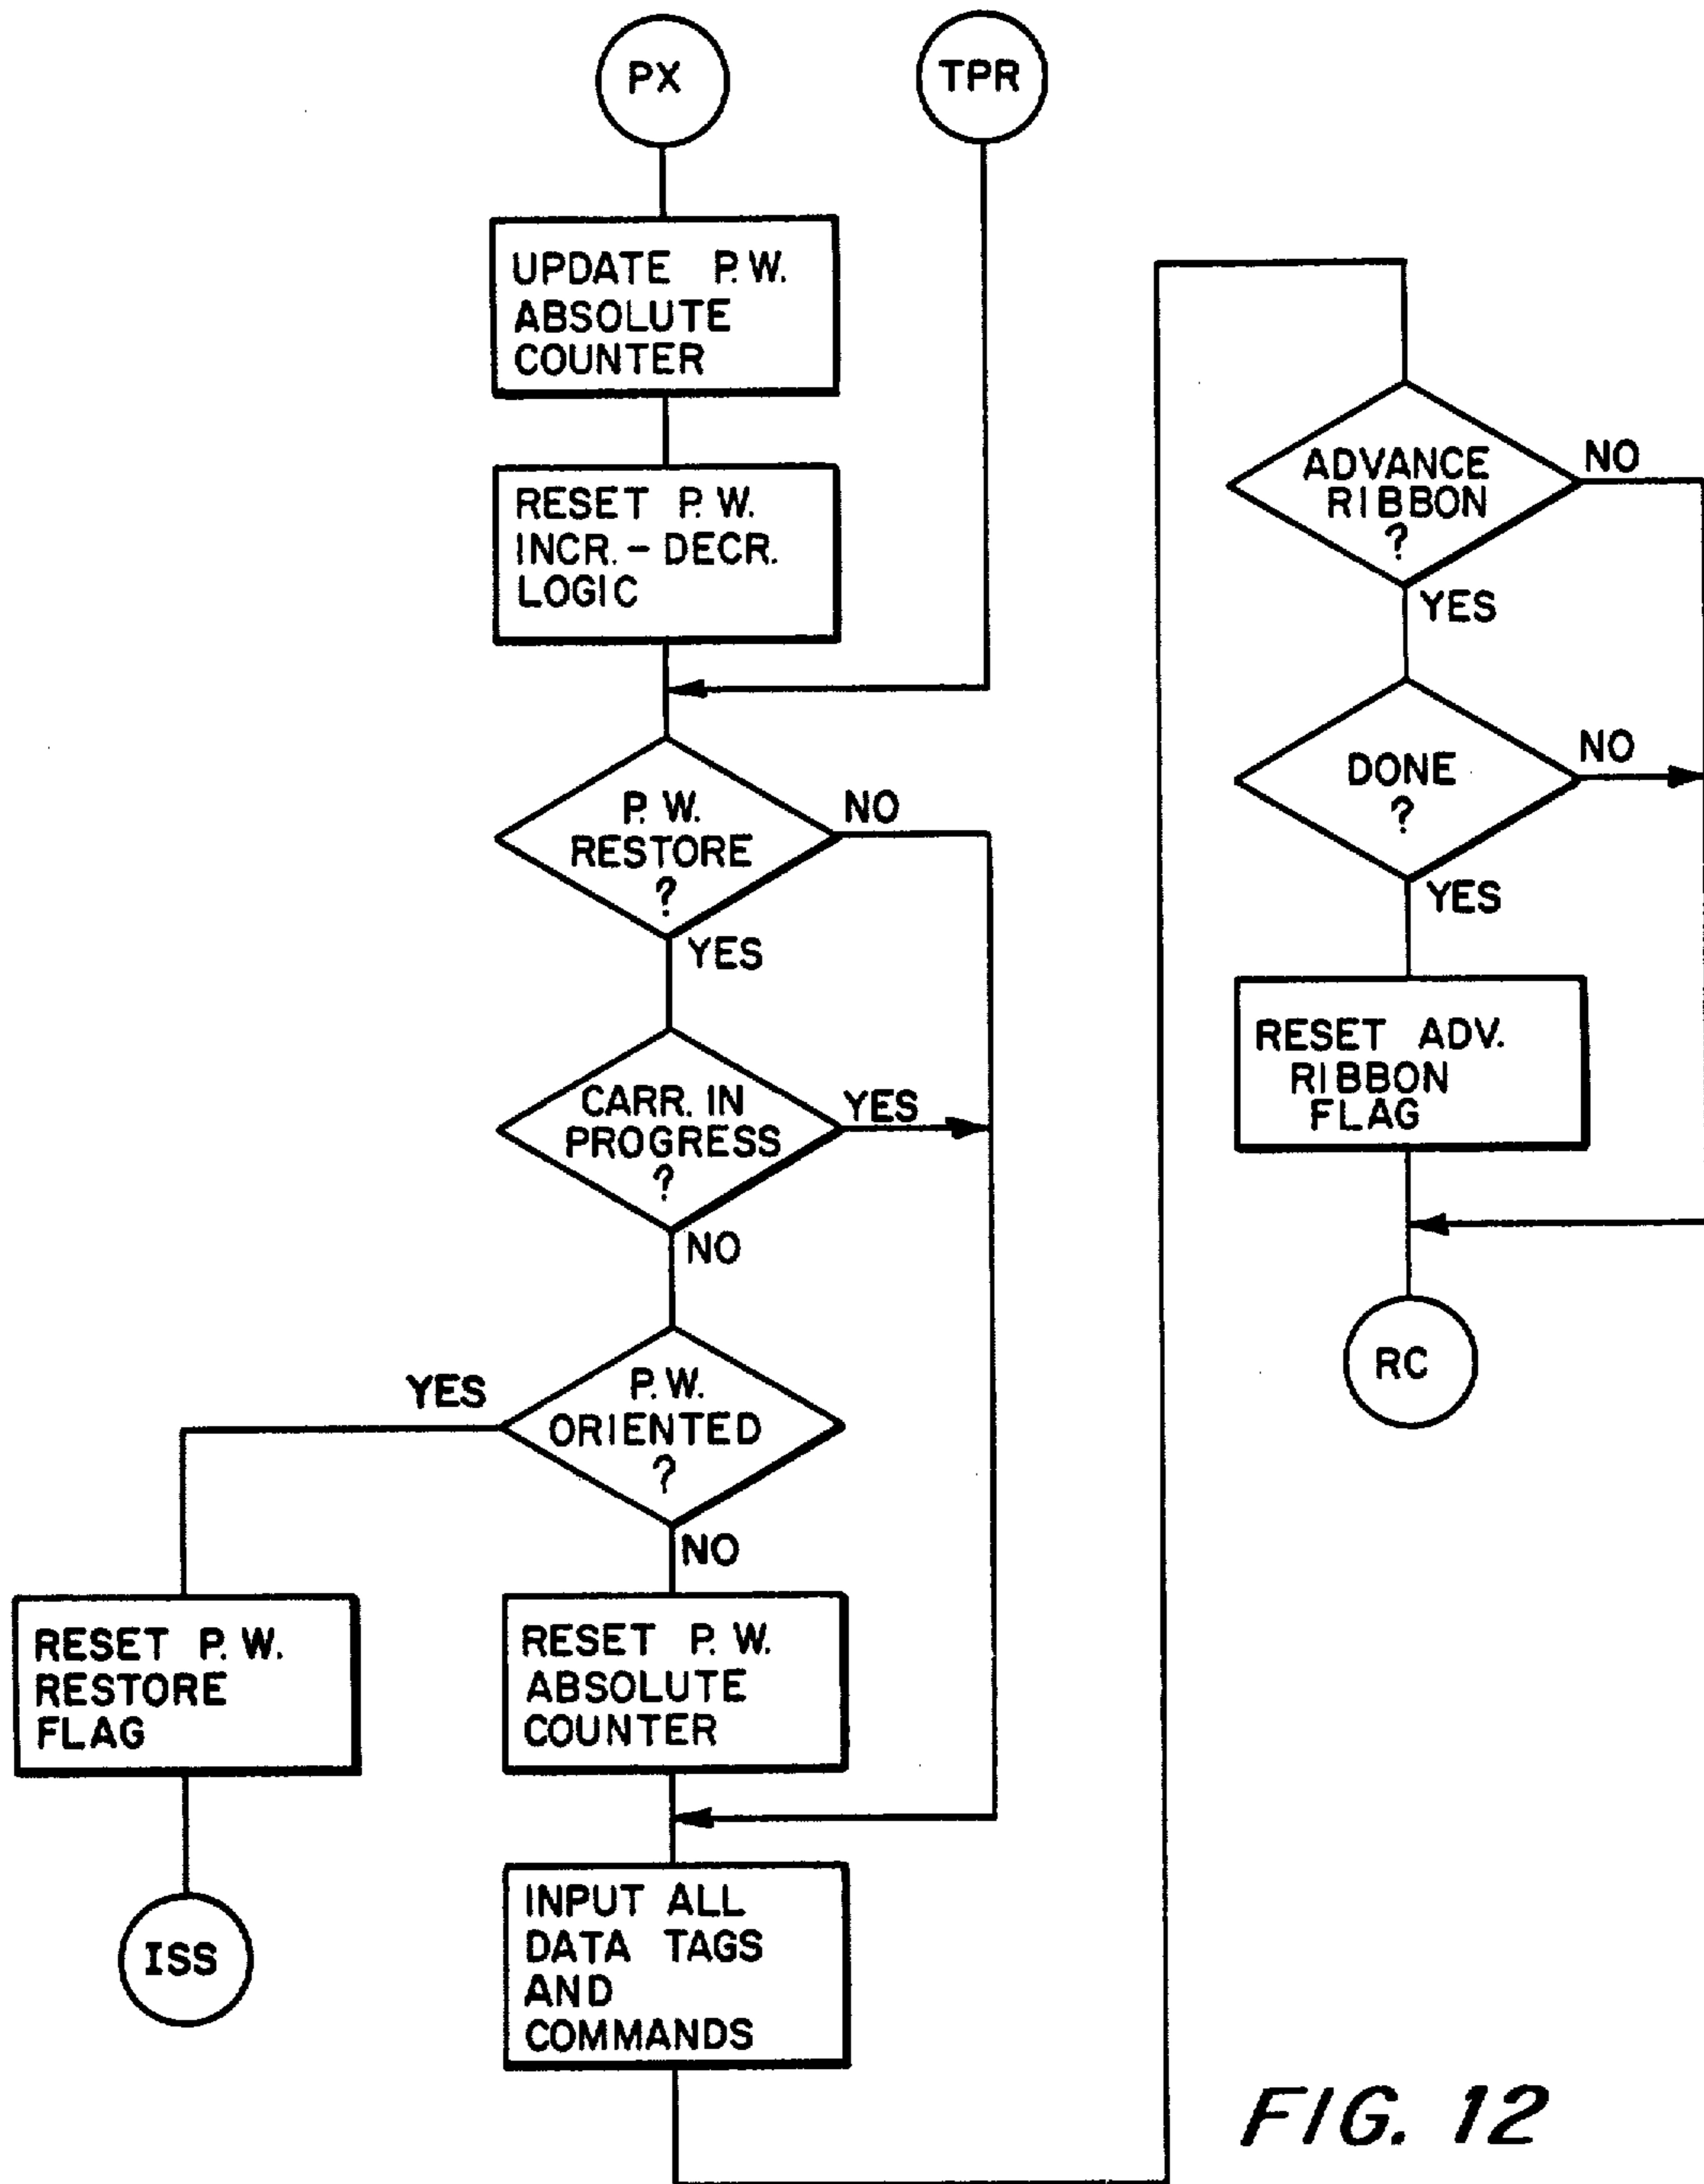 PX
TPR
UPDATE P.W.
ABSOLUTE
COUNTER
RESET P.W.
INCR.-DECR.
LOGIC
P.W.
RESTORE
?
NO
YES
CARR. IN
PROGRESS
?
YES
NO
P.W.
ORIENTED
?
YES
NO
RESET P.W.
RESTORE
FLAG
ISS
RESET P.W.
ABSOLUTE
COUNTER
INPUT ALL
DATA TAGS
AND
COMMANDS
ADVANCE
RIBBON
?
NO
YES
DONE
?
NO
YES
RESET ADV.
RIBBON
FLAG
RC
FIG. 12